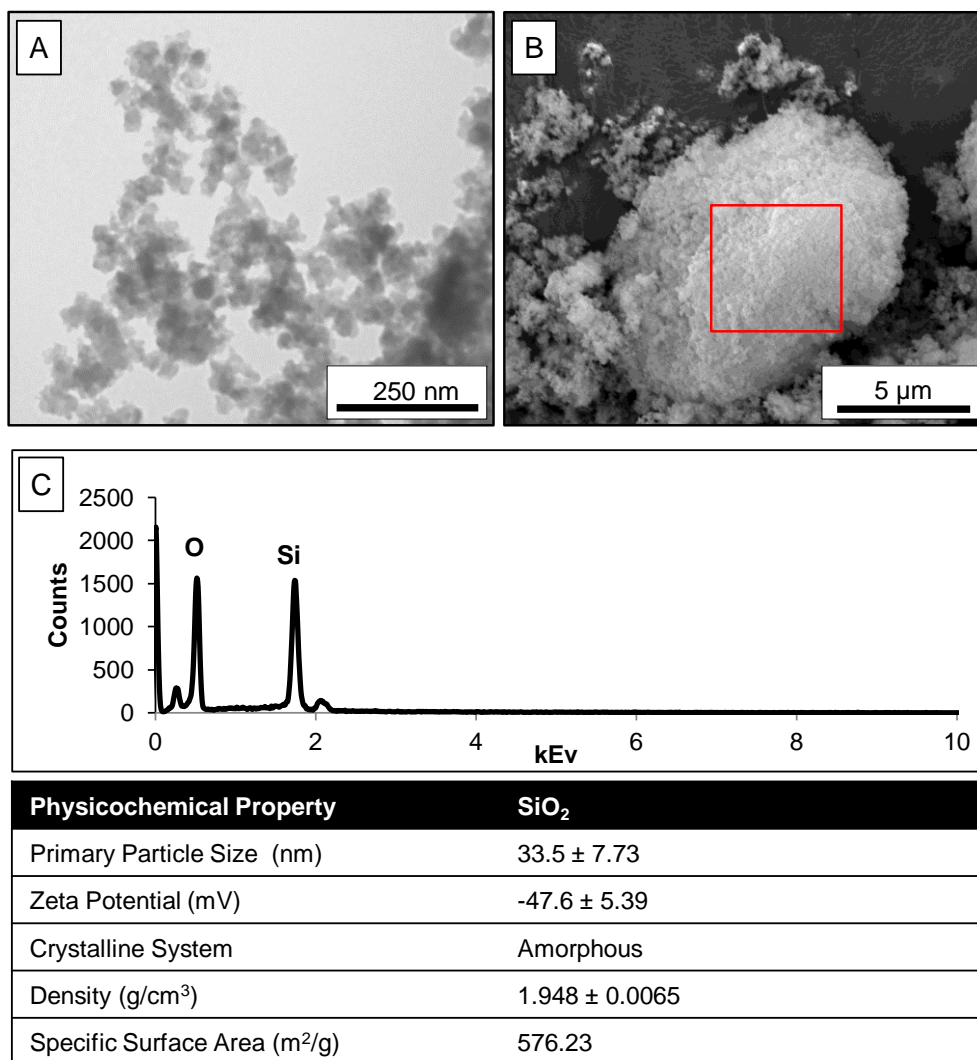 A
B
250 nm
5 µm
C
2500
2000
1500
1000
500
0
Counts
O
Si
0 2 4 6 8 10
kEv
Physicochemical Property SiO₂
Primary Particle Size (nm) 33.5 ± 7.73
Zeta Potential (mV) -47.6 ± 5.39
Crystalline System Amorphous
Density (g/cm³) 1.948 ± 0.0065
Specific Surface Area (m²/g) 576.23